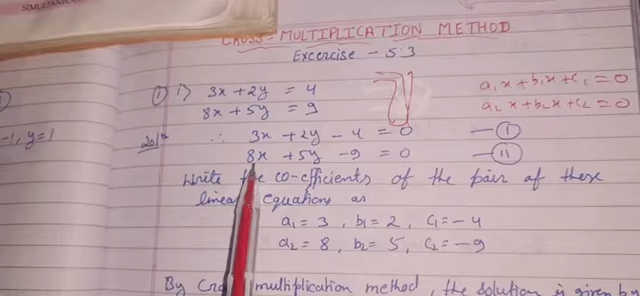 CROSS-MULTIPLICATION METHOD
Excercise - 5.3
① i) 3x + 2y = 4
8x + 5y = 9
a₁x + b₁x + c₁ = 0
a₂x + b₂x + c₂ = 0
-1, y = 1
Solⁿ
∴ 3x + 2y - 4 = 0 — Ⓘ
8x + 5y - 9 = 0 — Ⓘⓘ
Write the co-efficients of the pair of these
linear equations as
a₁ = 3 , b₁ = 2 , c₁ = - 4
a₂ = 8 , b₂ = 5 , c₂ = - 9
By multiplication method, the solution is given by